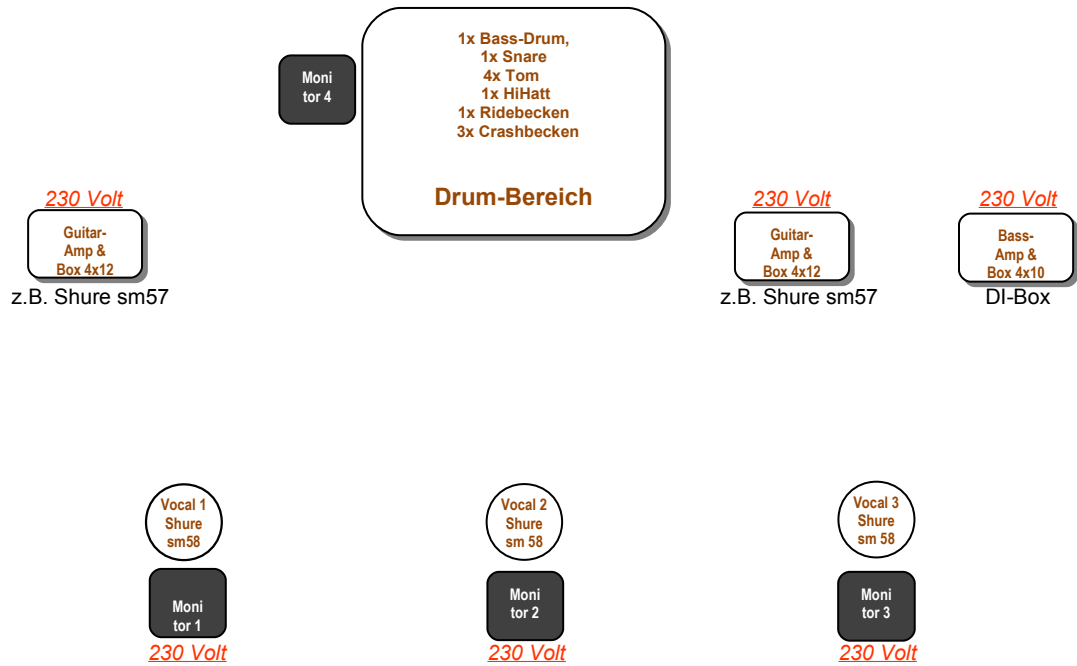 1x Bass-Drum,
1x Snare
4x Tom
1x HiHatt
1x Ridebecken
3x Crashbecken
Drum-Bereich
Moni
tor 4
230 Volt
Guitar-
Amp &
Box 4x12
z.B. Shure sm57
230 Volt
Guitar-
Amp &
Box 4x12
z.B. Shure sm57
230 Volt
Bass-
Amp &
Box 4x10
DI-Box
Vocal 1
Shure
sm58
Moni
tor 1
230 Volt
Vocal 2
Shure
sm 58
Moni
tor 2
230 Volt
Vocal 3
Shure
sm 58
Moni
tor 3
230 Volt